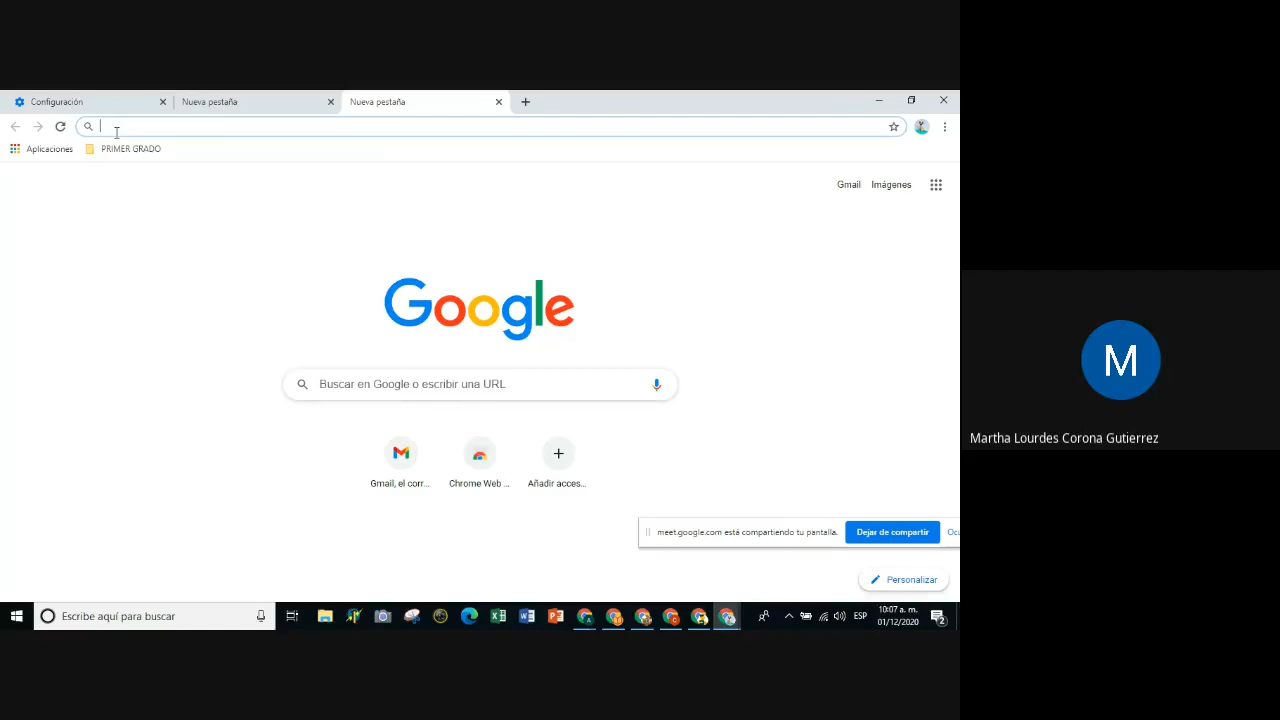 Configuración
Nueva pestaña
Nueva pestaña
Aplicaciones
PRIMER GRADO
Gmail
Imágenes
Google
Buscar en Google o escribir una URL
Gmail, el corr...
Chrome Web ...
Añadir acces...
meet.google.com está compartiendo tu pantalla.
Dejar de compartir
Ocu
Personalizar
M
Martha Lourdes Corona Gutierrez
Escribe aquí para buscar
ESP
10:07 a. m.
01/12/2020
2